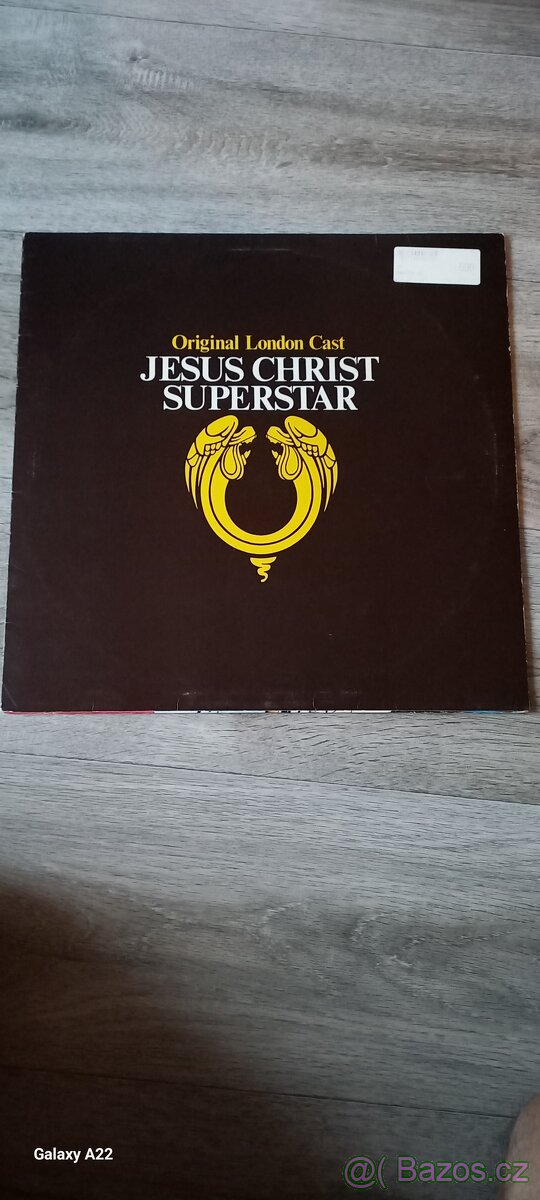 Original London Cast
JESUS CHRIST
SUPERSTAR
Galaxy A22
@( Bazos.cz